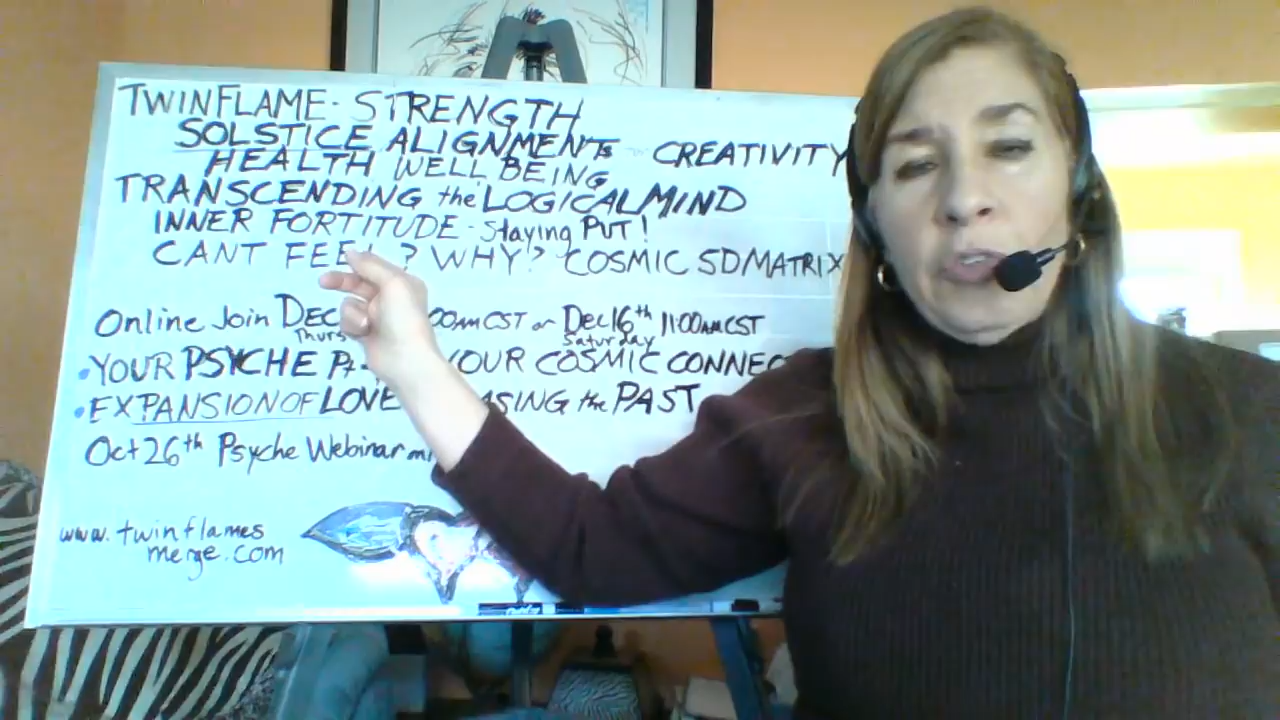 TWINFLAME - STRENGTH
SOLSTICE ALIGNMENTS - CREATIVITY
HEALTH WELL BEING
TRANSCENDING the LOGICAL MIND
INNER FORTITUDE - Staying PUT!
CANT FEEL? WHY? COSMIC 5D MATRIX
Online Join DEC 00AM CST or Dec 16th 11:00AM CST
Thurs Saturday
• YOUR PSYCHE Pt YOUR COSMIC CONNEC
• EXPANSION OF LOVE ASING the PAST
Oct 26th Psyche Webinar
www.twinflames
merge.com